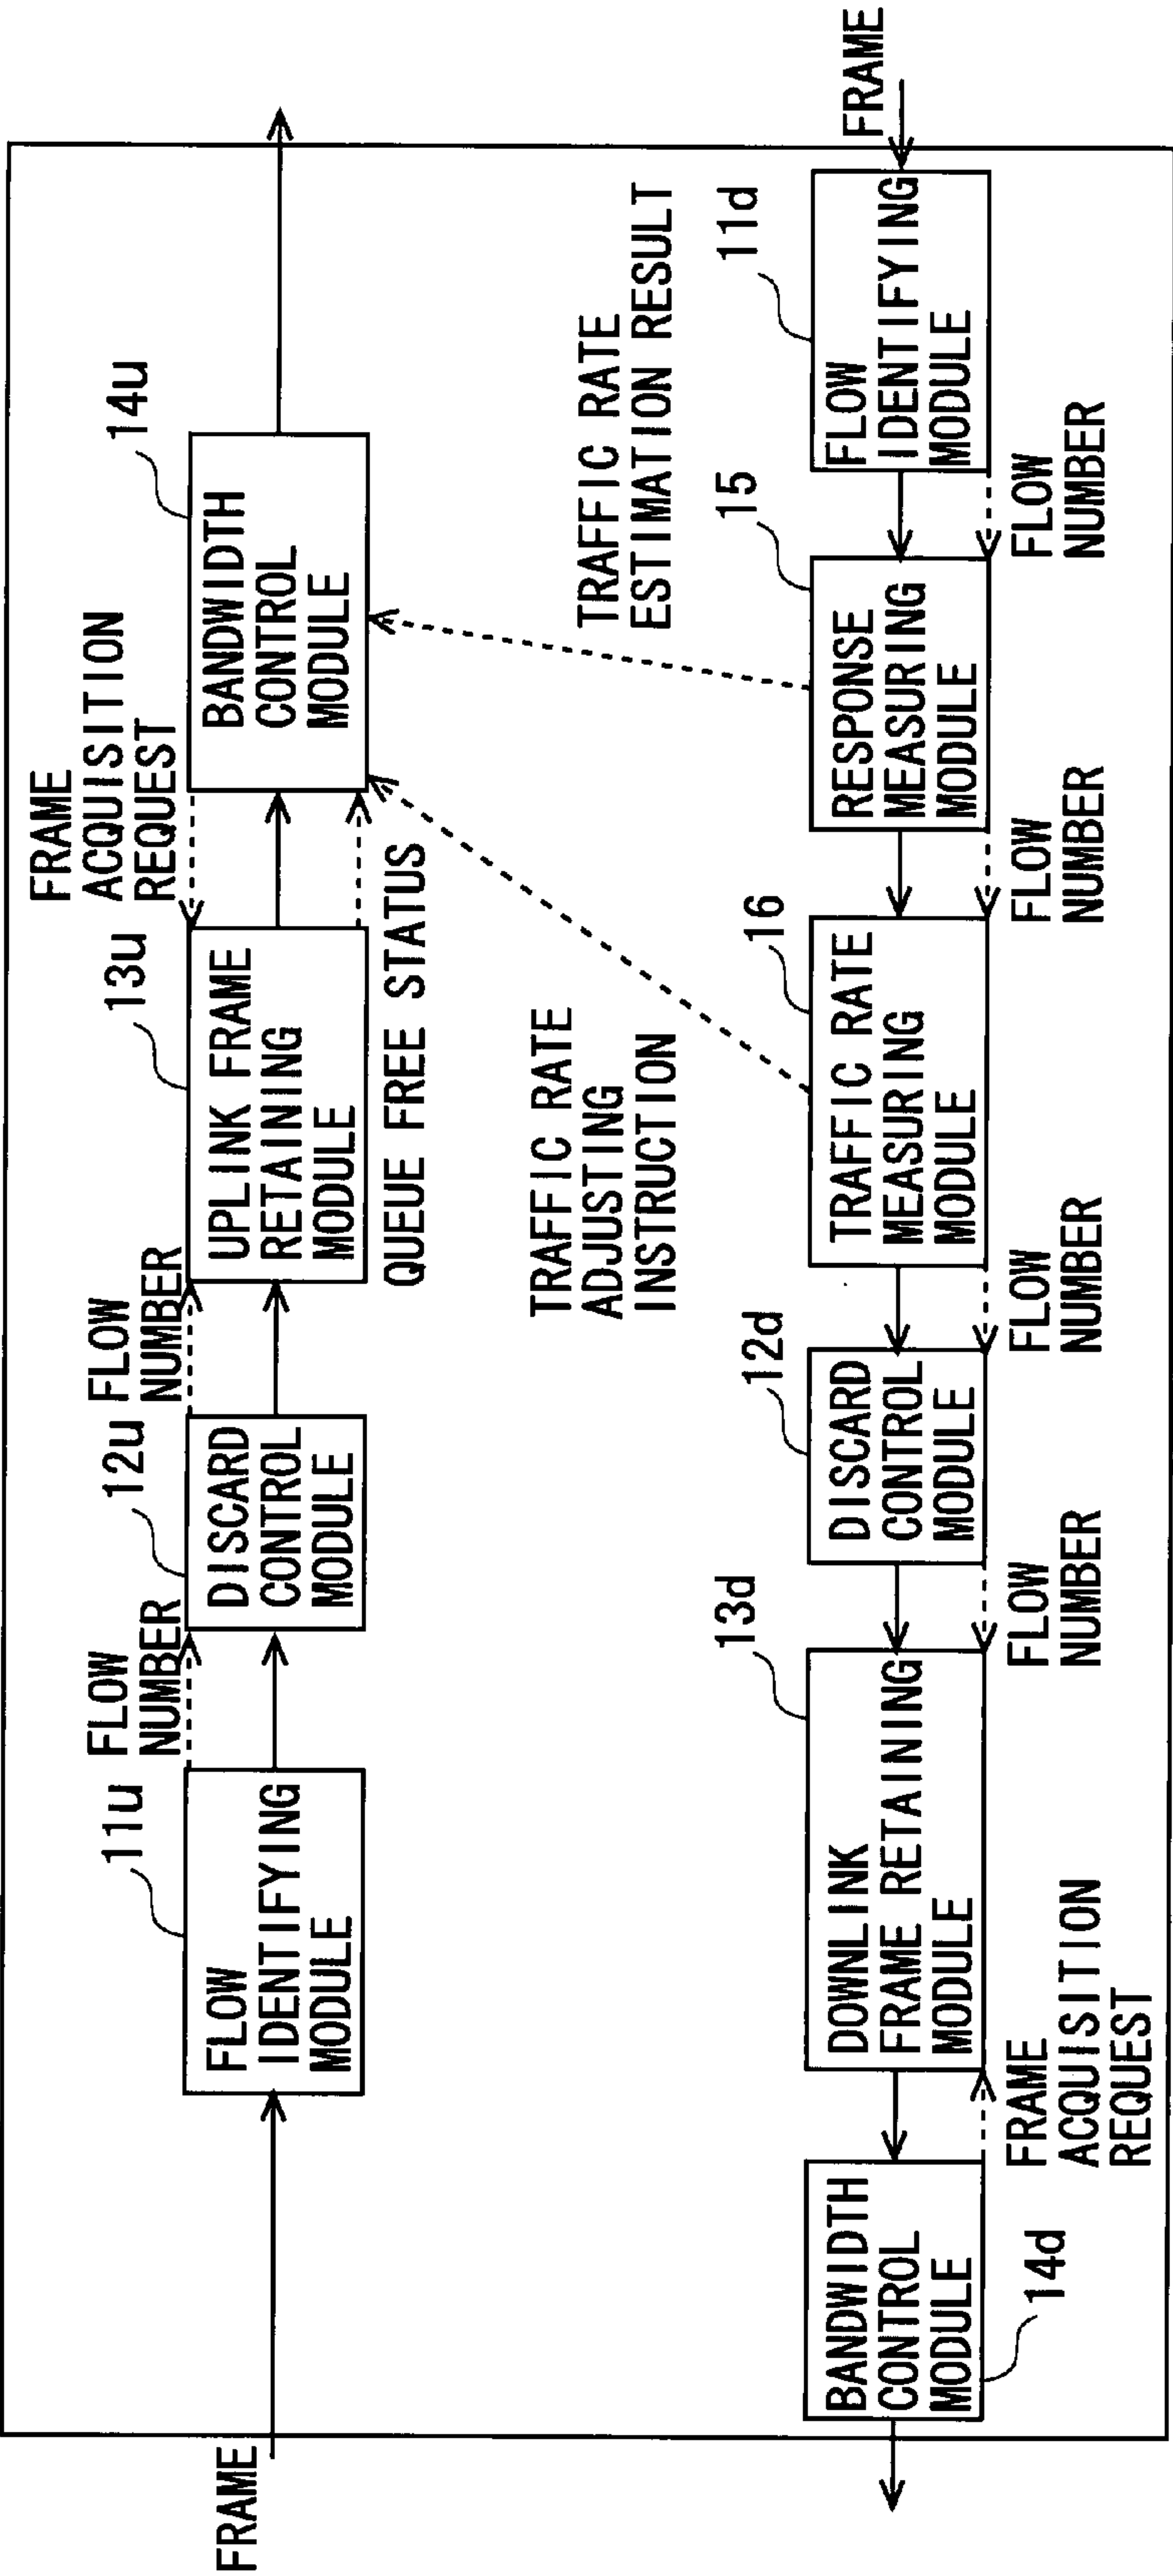 FRAME
11u
FLOW
IDENTIFYING
MODULE
FLOW
NUMBER
12u
DISCARD
CONTROL
MODULE
FLOW
NUMBER
13u
UPLINK FRAME
RETAINING
MODULE
QUEUE FREE STATUS
FRAME
ACQUISITION
REQUEST
14u
BANDWIDTH
CONTROL
MODULE
TRAFFIC RATE
ADJUSTING
INSTRUCTION
TRAFFIC RATE
ESTIMATION RESULT
BANDWIDTH
CONTROL
MODULE
14d
FRAME
ACQUISITION
REQUEST
13d
DOWNLINK
FRAME RETAINING
MODULE
FLOW
NUMBER
12d
DISCARD
CONTROL
MODULE
FLOW
NUMBER
16
TRAFFIC RATE
MEASURING
MODULE
FLOW
NUMBER
15
RESPONSE
MEASURING
MODULE
FLOW
NUMBER
11d
FLOW
IDENTIFYING
MODULE
FRAME